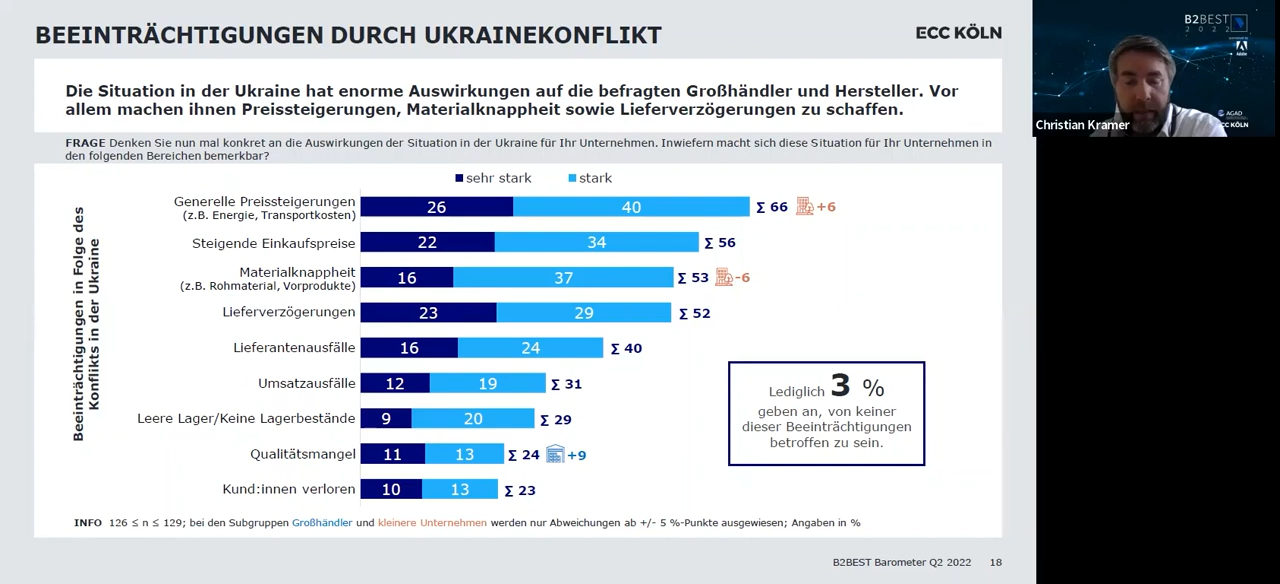 BEEINTRÄCHTIGUNGEN DURCH UKRAINEKONFLIKT
ECC KÖLN
Die Situation in der Ukraine hat enorme Auswirkungen auf die befragten Großhändler und Hersteller. Vor
allem machen ihnen Preissteigerungen, Materialknappheit sowie Lieferverzögerungen zu schaffen.
FRAGE Denken Sie nun mal konkret an die Auswirkungen der Situation in der Ukraine für Ihr Unternehmen. Inwiefern macht sich diese Situation für Ihr Unternehmen in
den folgenden Bereichen bemerkbar?
sehr stark stark
Beeinträchtigungen in Folge des
Konflikts in der Ukraine
Generelle Preissteigerungen
(z.B. Energie, Transportkosten)
26 40 Σ 66 +6
Steigende Einkaufspreise 22 34 Σ 56
Materialknappheit
(z.B. Rohmaterial, Vorprodukte)
16 37 Σ 53 -6
Lieferverzögerungen 23 29 Σ 52
Lieferantenausfälle 16 24 Σ 40
Umsatzausfälle 12 19 Σ 31
Leere Lager/Keine Lagerbestände 9 20 Σ 29
Qualitätsmangel 11 13 Σ 24 +9
Kund:innen verloren 10 13 Σ 23
Lediglich 3 %
geben an, von keiner
dieser Beeinträchtigungen
betroffen zu sein.
INFO 126 ≤ n ≤ 129; bei den Subgruppen Großhändler und kleinere Unternehmen werden nur Abweichungen ab +/- 5 %-Punkte ausgewiesen; Angaben in %
B2BEST Barometer Q2 2022 18
B2BEST
2022
Adobe
AGAD
ECC KÖLN
Christian Kramer